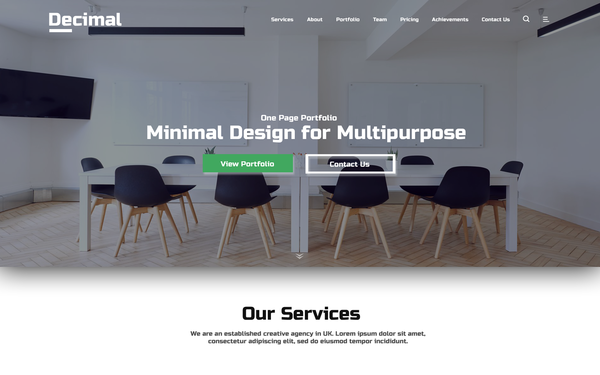 Decimal
Services About Portfolio Team Pricing Achievements Contact Us
One Page Portfolio
Minimal Design for Multipurpose
View Portfolio Contact Us
Our Services
We are an established creative agency in UK. Lorem ipsum dolor sit amet,
consectetur adipiscing elit, sed do eiusmod tempor incididunt.